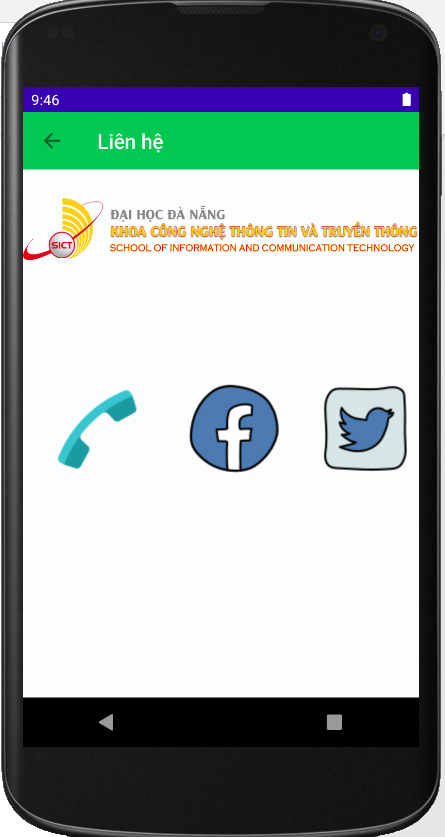 9:46
Liên hệ
ĐẠI HỌC ĐÀ NẴNG
KHOA CÔNG NGHỆ THÔNG TIN VÀ TRUYỀN THÔNG
SICT
SCHOOL OF INFORMATION AND COMMUNICATION TECHNOLOGY